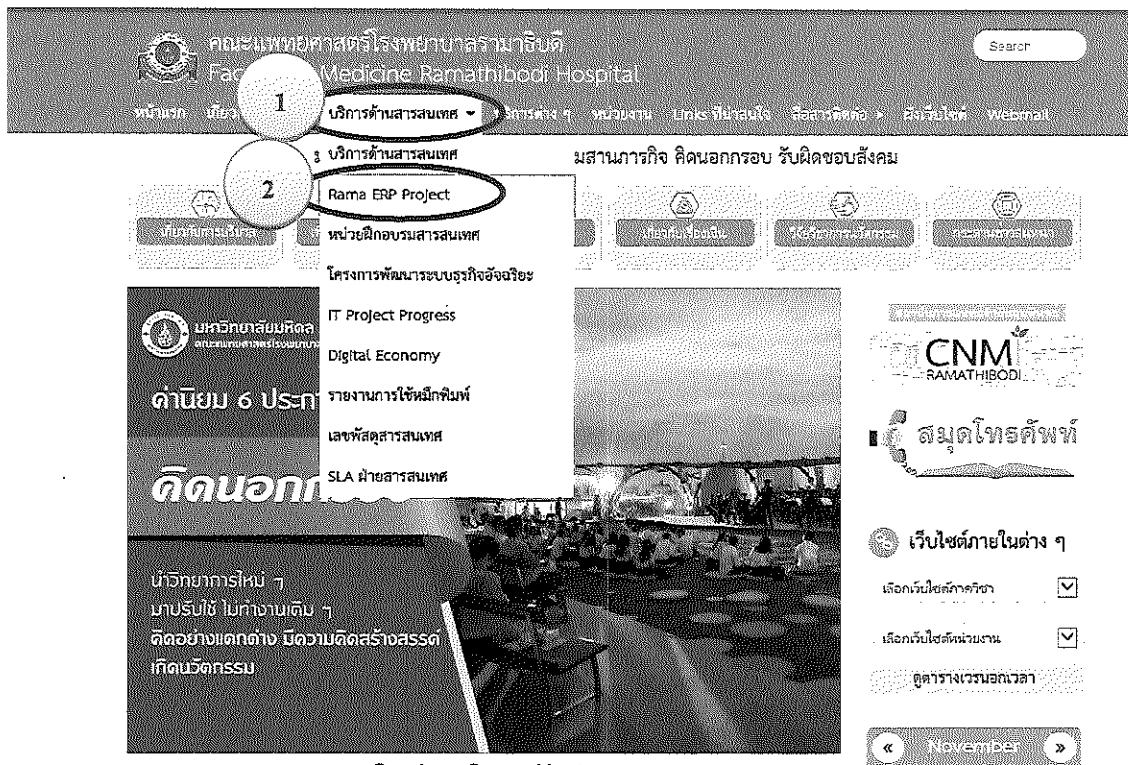 คณะแพทยศาสตร์โรงพยาบาลรามาธิบดี
Medicine Ramathibodi Hospital
Search
หน้าแรก
1
บริการด้านสารสนเทศ
หน่วยงาน Links ที่น่าสนใจ สื่อสารติดต่อ ผังเว็บไซต์ Webmail
บริการด้านสารสนเทศ
มสานภารกิจ คิดนอกกรอบ รับผิดชอบสังคม
2
Rama ERP Project
หน่วยฝึกอบรมสารสนเทศ
โครงการพัฒนาระบบธุรกิจอัจฉริยะ
IT Project Progress
Digital Economy
รายงานการใช้หมึกพิมพ์
เลขพัสดุสารสนเทศ
SLA ฝ่ายสารสนเทศ
มหาวิทยาลัยมหิดล
ค่านิยม 6
คิดนอก
นำวิทยาการใหม่ ๆ
มาปรับใช้ ในทำงานเดิม ๆ
คิดอย่างแตกต่าง มีความคิดสร้างสรรค์
เกิดนวัตกรรม
CNM
RAMATHIBODI
สมุดโทรศัพท์
เว็บไซต์ภายในต่าง ๆ
เลือกเว็บไซต์ภาควิชา
เลือกเว็บไซต์หน่วยงาน
ดูตารางเวรนอกเวลา
« November »